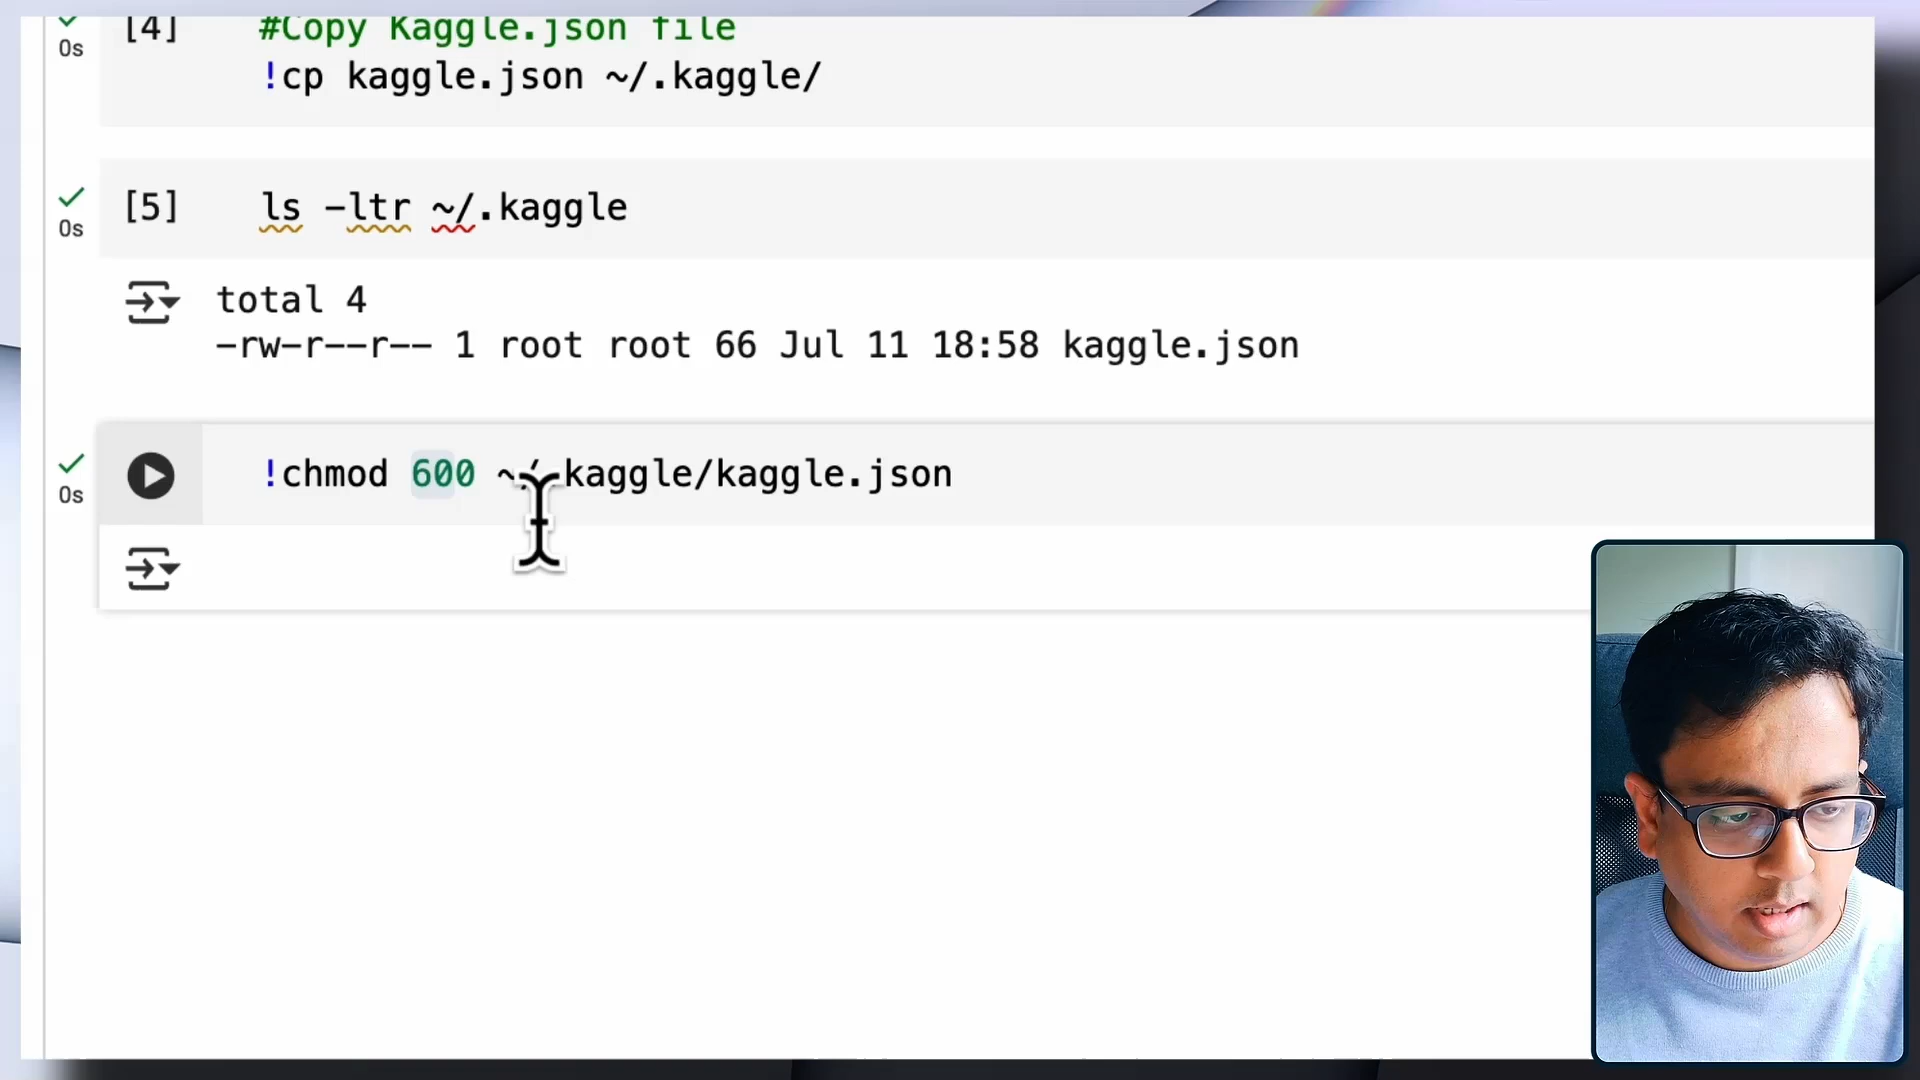 [4] #Copy Kaggle.json file
0s
!cp kaggle.json ~/.kaggle/
[5] ls -ltr ~/.kaggle
0s
total 4
-rw-r--r-- 1 root root 66 Jul 11 18:58 kaggle.json
!chmod 600 ~/.kaggle/kaggle.json
0s